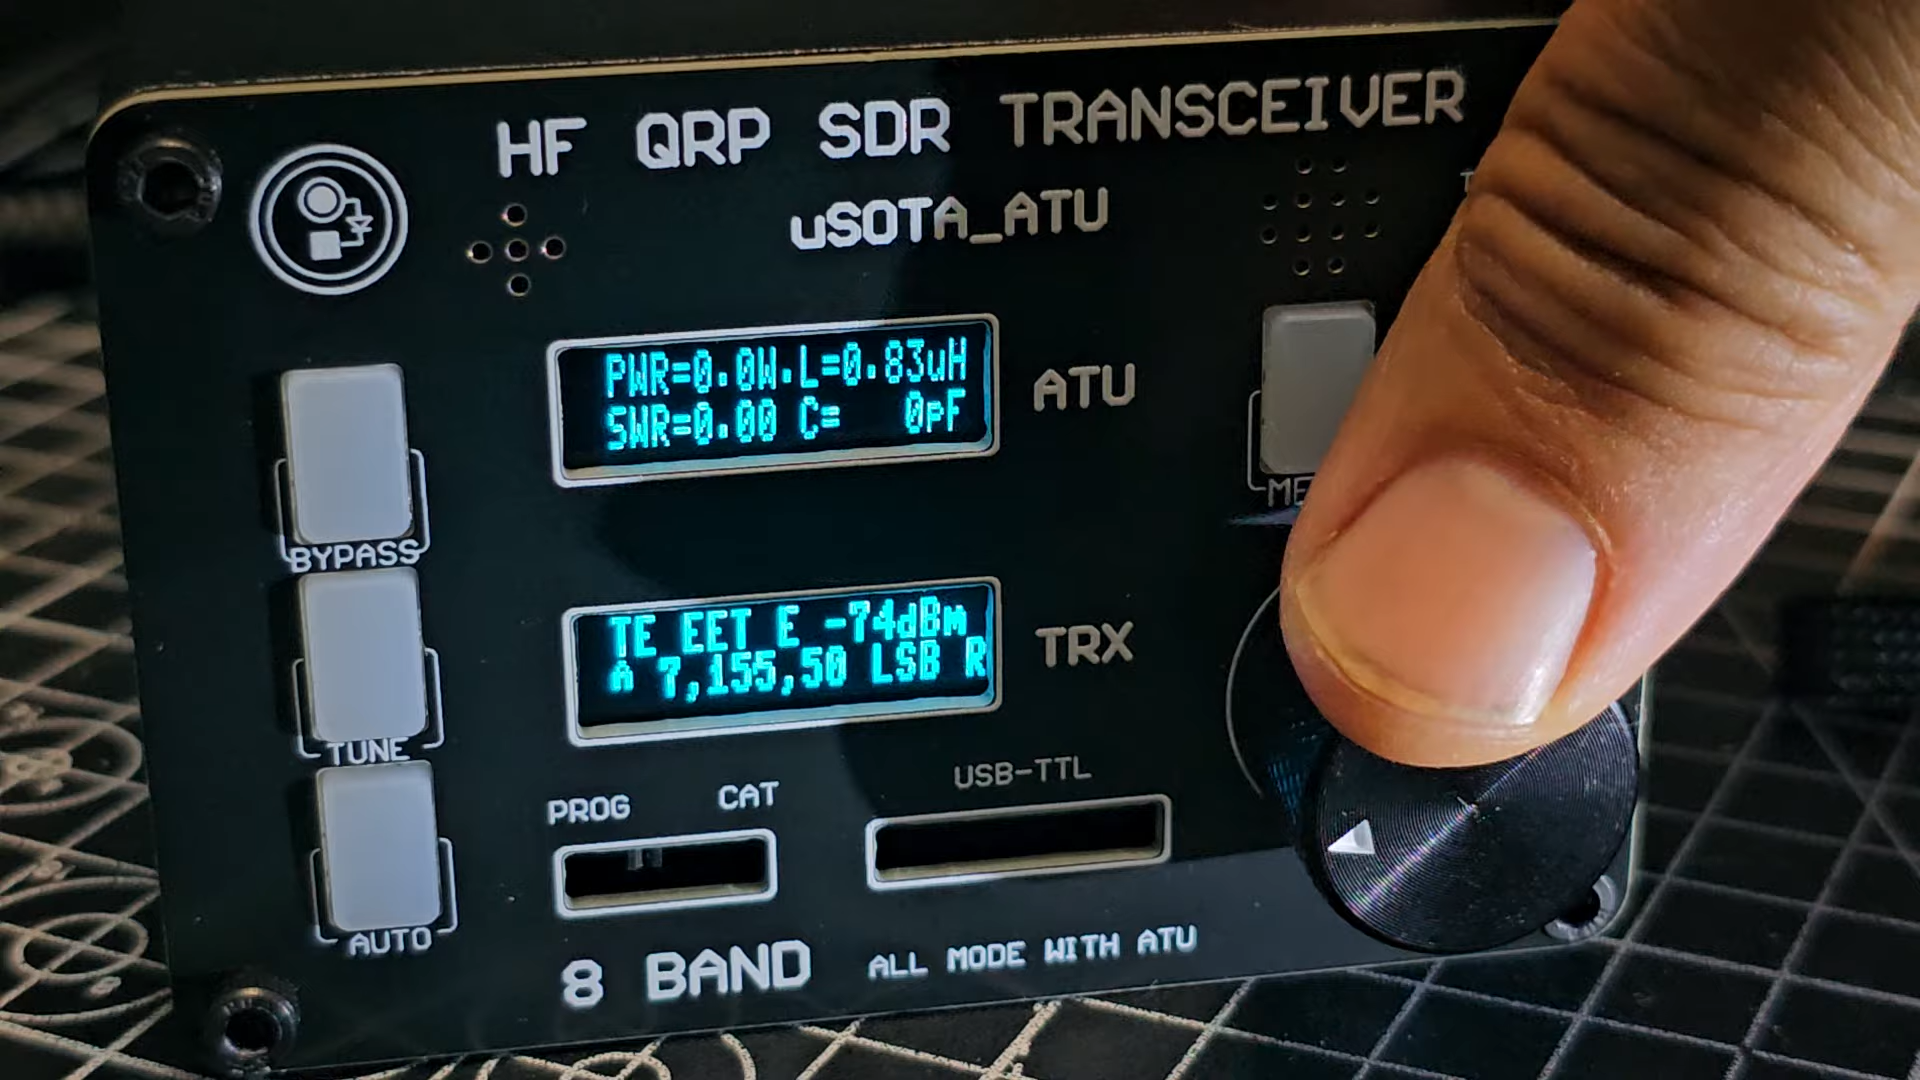 HF QRP SDR TRANSCEIVER
uSOTA_ATU
PWR=0.0W.L=0.83uH
SWR=0.00 C= 0pF
ATU
BYPASS
TE EET E -74dBm
A 7,155,50 LSB R
TRX
TUNE
USB-TTL
PROG CAT
AUTO
8 BAND
ALL MODE WITH ATU